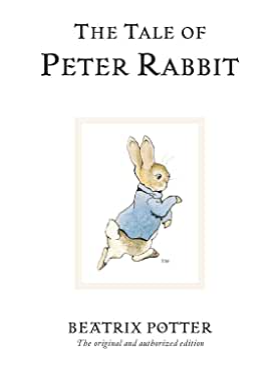 THE TALE OF
PETER RABBIT
BEATRIX POTTER
The original and authorized edition